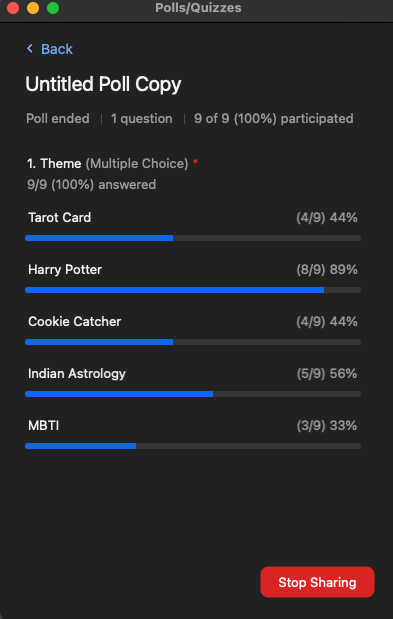 Polls/Quizzes
Back
Untitled Poll Copy
Poll ended | 1 question | 9 of 9 (100%) participated
1. Theme (Multiple Choice) *
9/9 (100%) answered
Tarot Card (4/9) 44%
Harry Potter (8/9) 89%
Cookie Catcher (4/9) 44%
Indian Astrology (5/9) 56%
MBTI (3/9) 33%
Stop Sharing